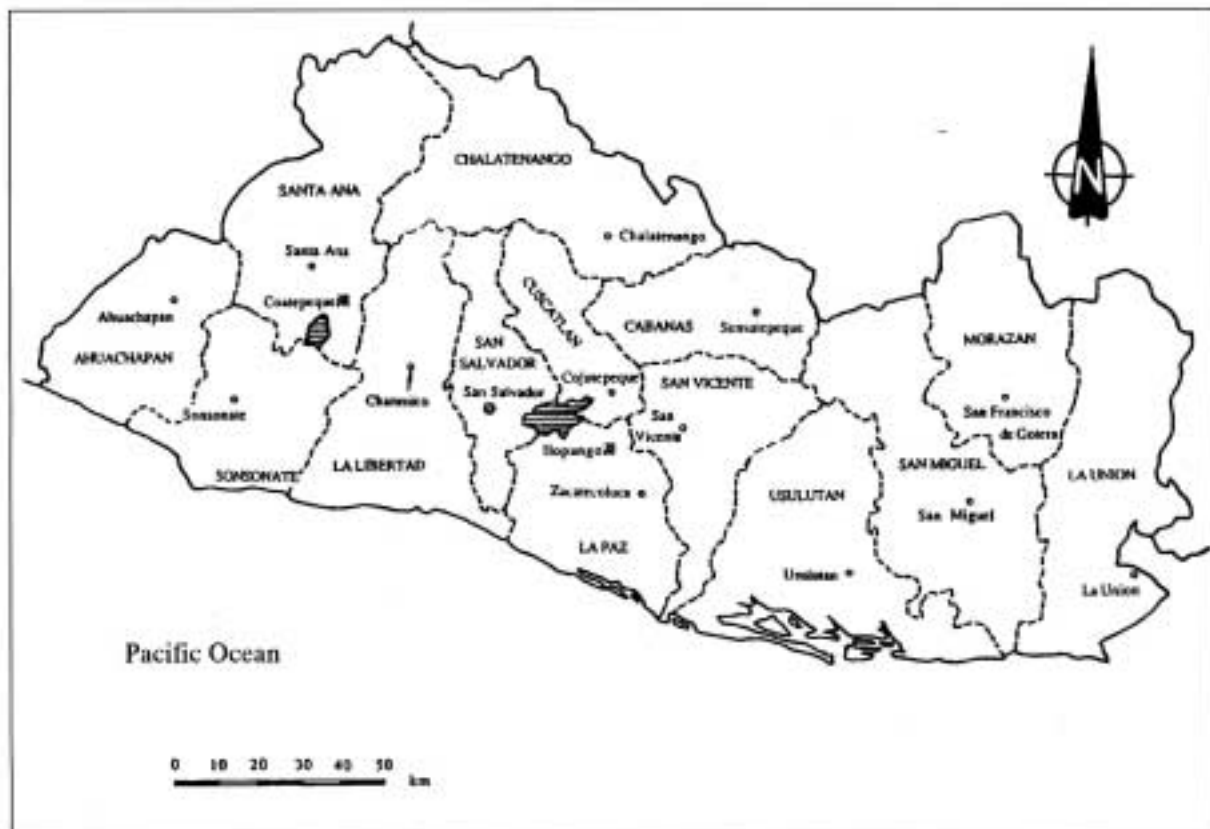 CHALATENANGO
SANTA ANA
Chalatenango
Santa Ana
Coatepeque
Ahuachapan
AHUACHAPAN
CUSCATLAN
CABANAS
Sensuntepeque
MORAZAN
SAN
SALVADOR
San Salvador
Chanmico
Sonsonate
SONSONATE
LA LIBERTAD
Cojutepeque
SAN VICENTE
San
Vicente
Ilopango
Zacatecoluca
LA PAZ
San Francisco
de Gotera
SAN MIGUEL
San Miguel
LA UNION
USULUTAN
Usulutan
La Union
N
Pacific Ocean
0 10 20 30 40 50
km